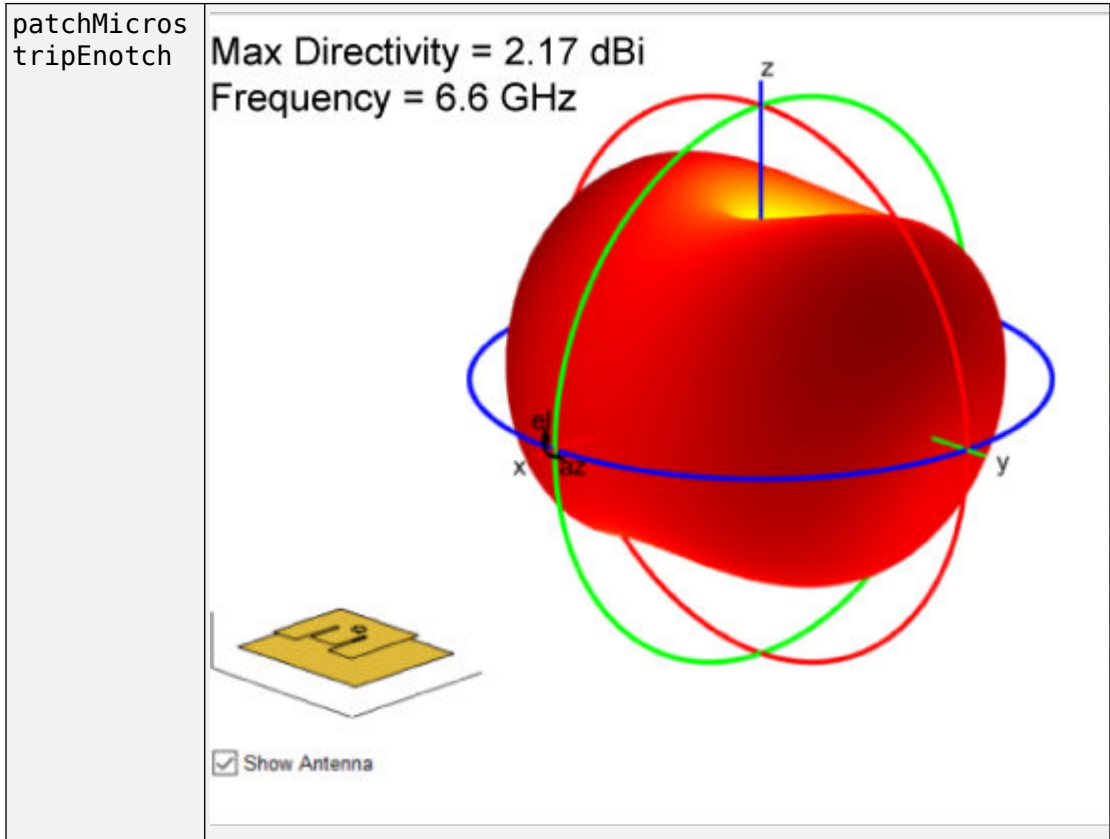 patchMicros
tripEnotch
Max Directivity = 2.17 dBi
Frequency = 6.6 GHz
z
el
x
az
y
Show Antenna